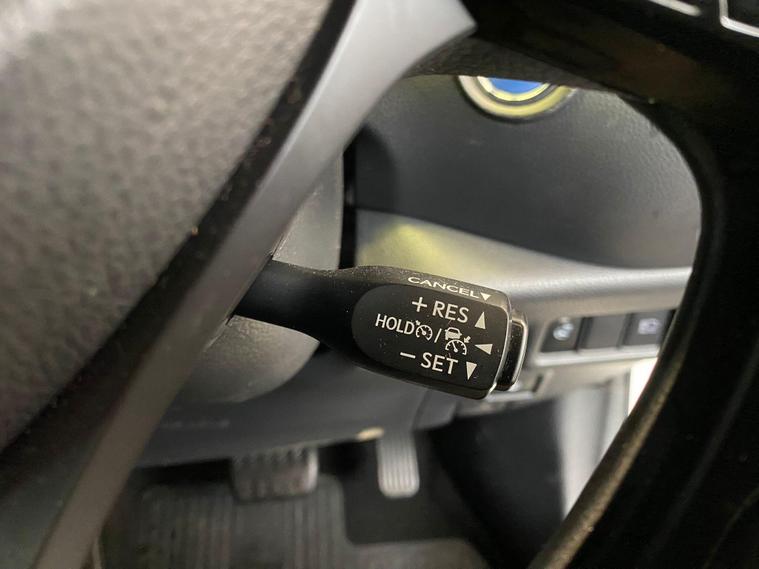 CANCEL▼
+ RES ▲
HOLD / ◀
− SET ▼